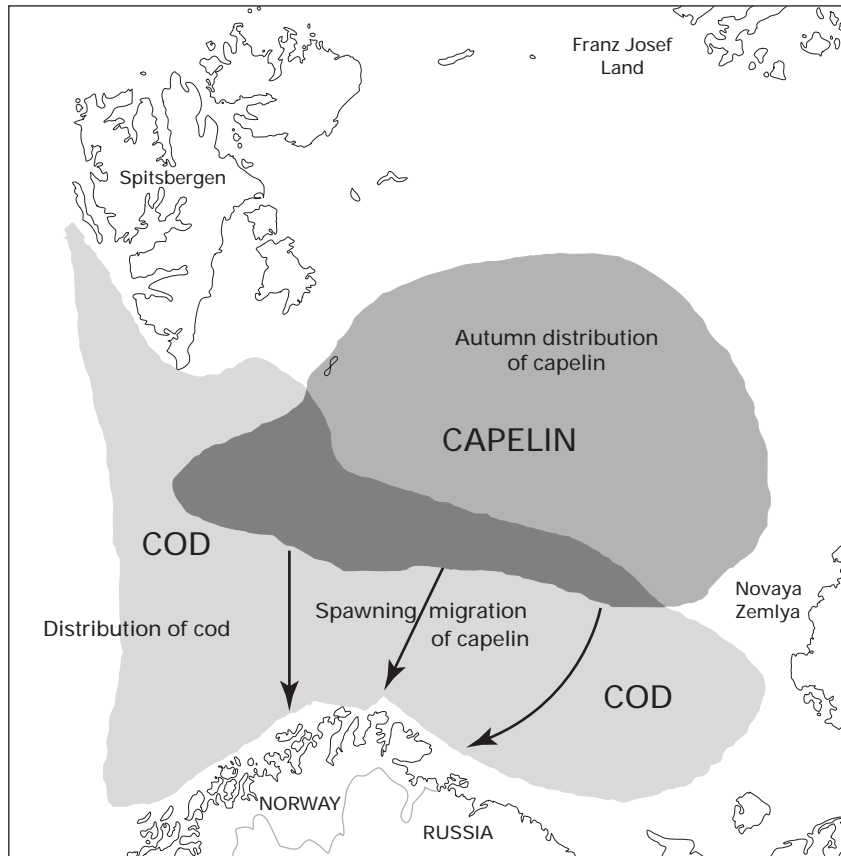 Franz Josef
Land
Spitsbergen
Autumn distribution
of capelin
CAPELIN
COD
Novaya
Zemlya
Spawning migration
of capelin
Distribution of cod
COD
NORWAY
RUSSIA